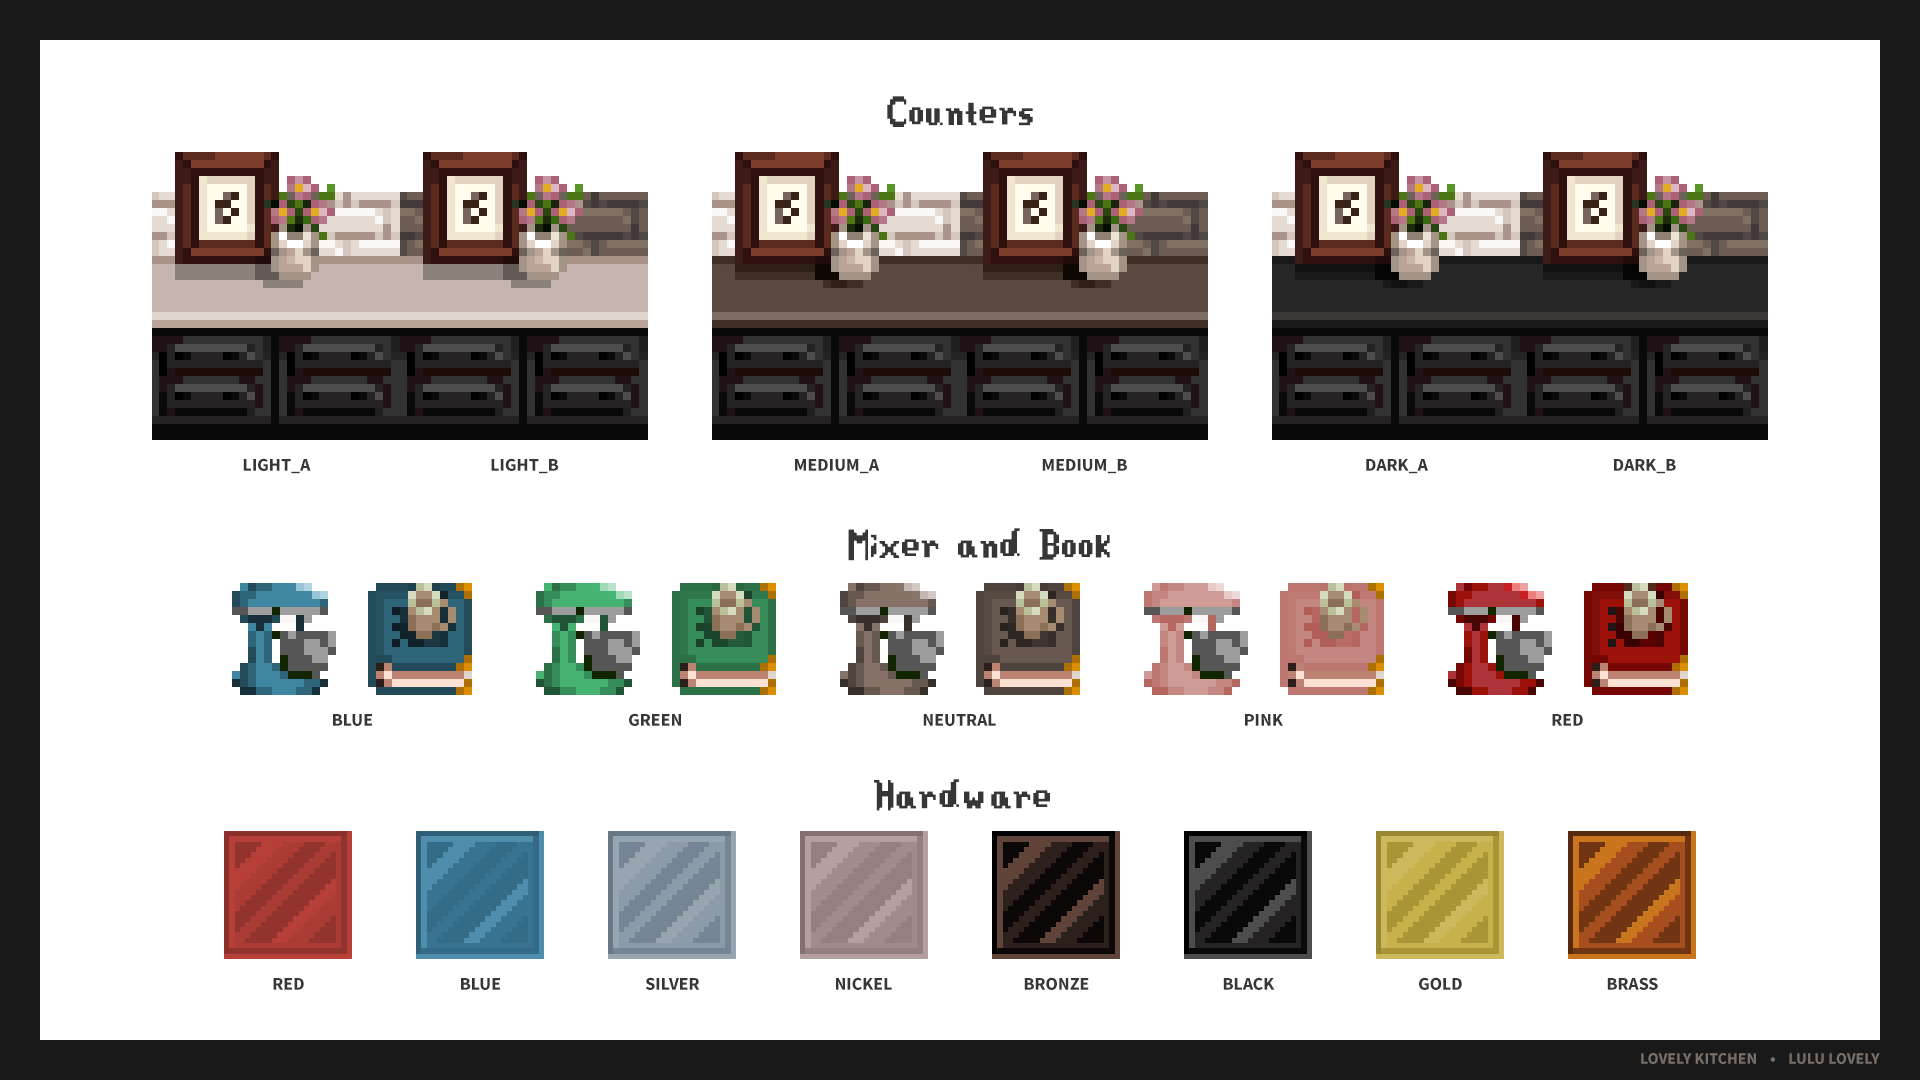 Counters
LIGHT_A LIGHT_B MEDIUM_A MEDIUM_B DARK_A DARK_B
Mixer and Book
BLUE GREEN NEUTRAL PINK RED
Hardware
RED BLUE SILVER NICKEL BRONZE BLACK GOLD BRASS
LOVELY KITCHEN • LULU LOVELY